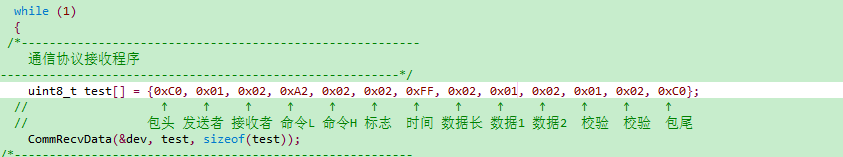 while (1)
{
/*---------------------------------------------------------
通信协议接收程序
---------------------------------------------------------*/
uint8_t test[] = {0xC0, 0x01, 0x02, 0xA2, 0x02, 0x02, 0xFF, 0x02, 0x01, 0x02, 0x01, 0x02, 0xC0};
// ↑ ↑ ↑ ↑ ↑ ↑ ↑ ↑ ↑ ↑ ↑ ↑ ↑
// 包头 发送者 接收者 命令L 命令H 标志 时间 数据长 数据1 数据2 校验 校验 包尾
CommRecvData(&dev, test, sizeof(test));
/*---------------------------------------------------------